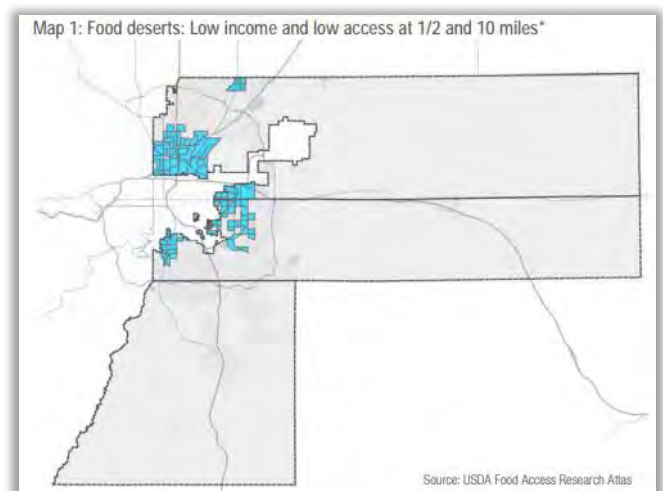 Map 1: Food deserts: Low income and low access at 1/2 and 10 miles*
Source: USDA Food Access Research Atlas